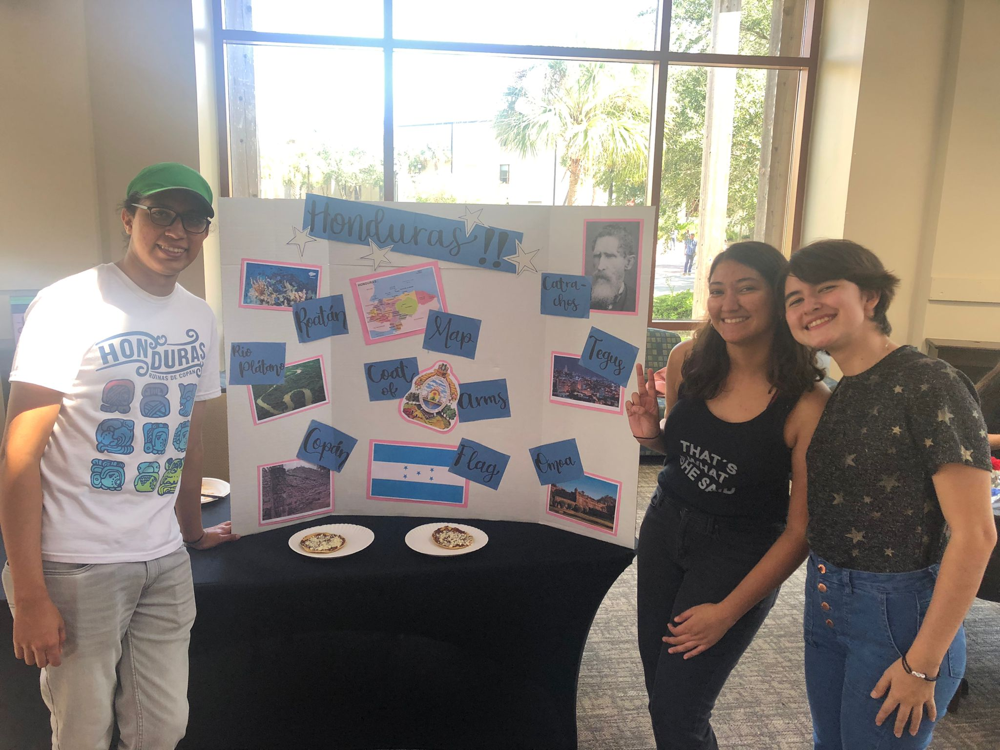 Honduras!!
Roatán
HONDURAS
Map
Catra-
chos
Rio
Plátano
Coat
of
Arms
Tegus
Copán
Flag
Omoa
HONDURAS
RUINAS DE COPAN
THAT'S
WHAT
SHE SAID